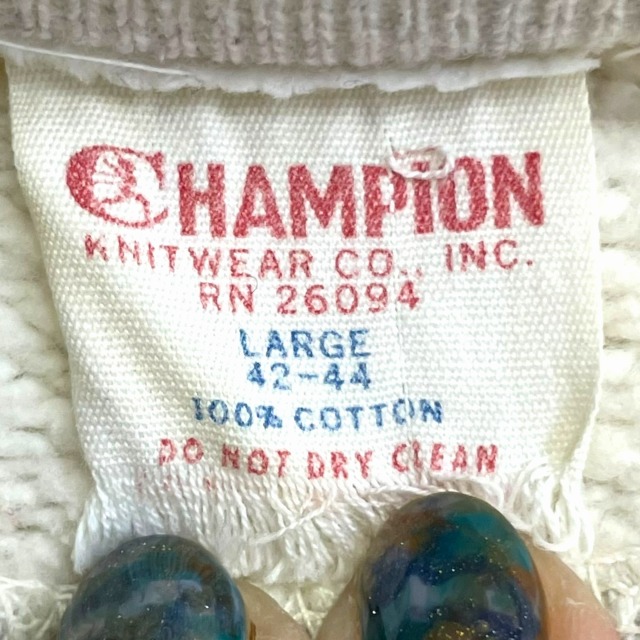 CHAMPION
KNITWEAR CO., INC.
RN 26094
LARGE
42-44
100% COTTON
DO NOT DRY CLEAN